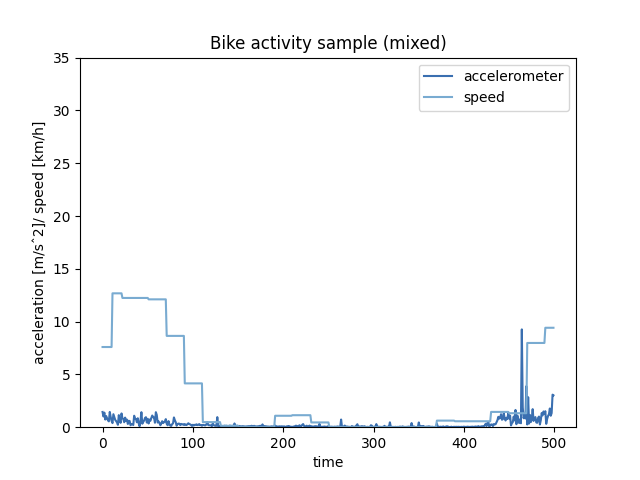 Bike activity sample (mixed)
accelerometer
speed
acceleration [m/sˆ2]/ speed [km/h]
35
30
25
20
15
10
5
0
0 100 200 300 400 500
time